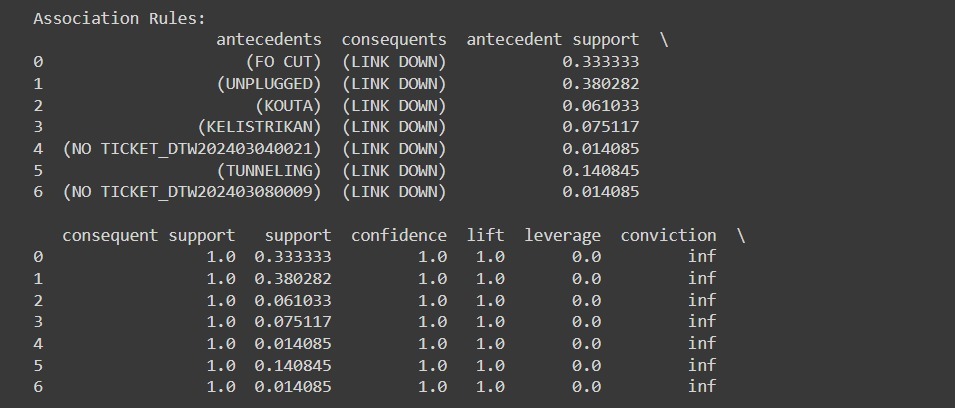 Association Rules:
antecedents consequents antecedent support \
0 (FO CUT) (LINK DOWN) 0.333333
1 (UNPLUGGED) (LINK DOWN) 0.380282
2 (KOUTA) (LINK DOWN) 0.061033
3 (KELISTRIKAN) (LINK DOWN) 0.075117
4 (NO TICKET_DTW202403040021) (LINK DOWN) 0.014085
5 (TUNNELING) (LINK DOWN) 0.140845
6 (NO TICKET_DTW202403080009) (LINK DOWN) 0.014085
consequent support support confidence lift leverage conviction \
0 1.0 0.333333 1.0 1.0 0.0 inf
1 1.0 0.380282 1.0 1.0 0.0 inf
2 1.0 0.061033 1.0 1.0 0.0 inf
3 1.0 0.075117 1.0 1.0 0.0 inf
4 1.0 0.014085 1.0 1.0 0.0 inf
5 1.0 0.140845 1.0 1.0 0.0 inf
6 1.0 0.014085 1.0 1.0 0.0 inf